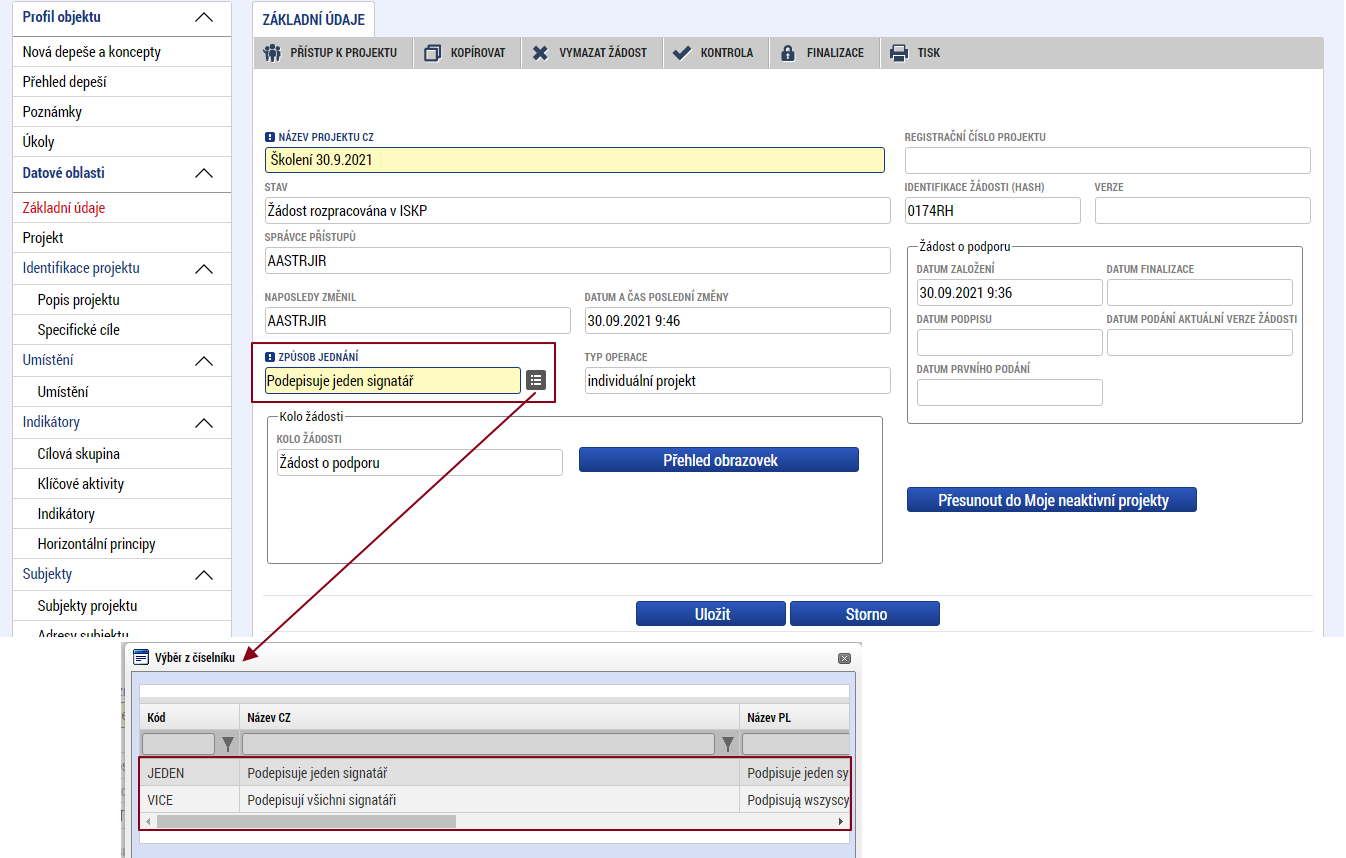 Profil objektu
Nová depeše a koncepty
Přehled depeší
Poznámky
Úkoly
Datové oblasti
Základní údaje
Projekt
Identifikace projektu
Popis projektu
Specifické cíle
Umístění
Umístění
Indikátory
Cílová skupina
Klíčové aktivity
Indikátory
Horizontální principy
Subjekty
Subjekty projektu
Adresy subjektu
ZÁKLADNÍ ÚDAJE
PŘÍSTUP K PROJEKTU KOPÍROVAT VYMAZAT ŽÁDOST KONTROLA FINALIZACE TISK
NÁZEV PROJEKTU CZ
Školení 30.9.2021
REGISTRAČNÍ ČÍSLO PROJEKTU
STAV
Žádost rozpracována v ISKP
IDENTIFIKACE ŽÁDOSTI (HASH) VERZE
0174RH
SPRÁVCE PŘÍSTUPŮ
AASTRJIR
NAPOSLEDY ZMĚNIL DATUM A ČAS POSLEDNÍ ZMĚNY
AASTRJIR 30.09.2021 9:46
ZPŮSOB JEDNÁNÍ TYP OPERACE
Podepisuje jeden signatář individuální projekt
Žádost o podporu
DATUM ZALOŽENÍ DATUM FINALIZACE
30.09.2021 9:36
DATUM PODPISU DATUM PODÁNÍ AKTUÁLNÍ VERZE ŽÁDOSTI
DATUM PRVNÍHO PODÁNÍ
Kolo žádosti
KOLO ŽÁDOSTI
Žádost o podporu
Přehled obrazovek
Přesunout do Moje neaktivní projekty
Uložit Storno
Výběr z číselníku
Kód Název CZ Název PL
JEDEN Podepisuje jeden signatář Podpisuje jeden sy
VICE Podepisují všichni signatáři Podpisują wszyscy